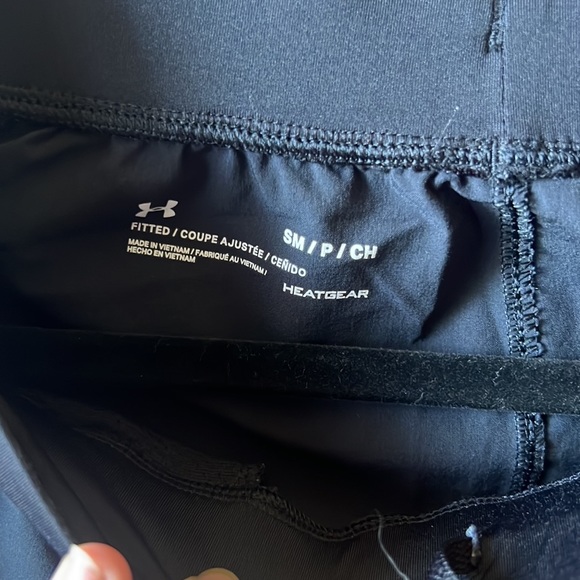 FITTED / COUPE AJUSTÉE / CEÑIDO
MADE IN VIETNAM / FABRIQUÉ AU VIETNAM /
HECHO EN VIETNAM
SM / P / CH
HEATGEAR